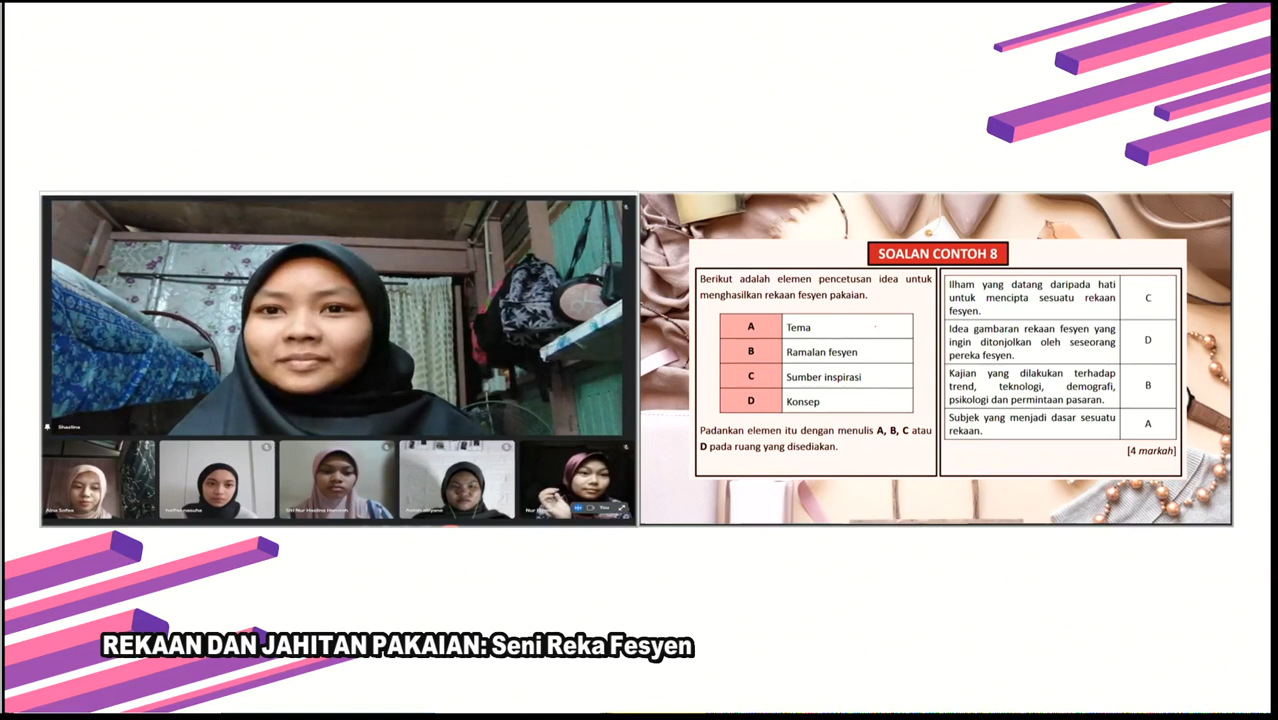 SOALAN CONTOH 8
Berikut adalah elemen pencetusan idea untuk
menghasilkan rekaan fesyen pakaian.
A Tema
B Ramalan fesyen
C Sumber inspirasi
D Konsep
Padankan elemen itu dengan menulis A, B, C atau
D pada ruang yang disediakan.
Ilham yang datang daripada hati
untuk mencipta sesuatu rekaan
fesyen.
C
Idea gambaran rekaan fesyen yang
ingin ditonjolkan oleh seseorang
pereka fesyen.
D
Kajian yang dilakukan terhadap
trend, teknologi, demografi,
psikologi dan permintaan pasaran.
B
Subjek yang menjadi dasar sesuatu
rekaan.
A
[4 markah]
Shazlina
Aina Sofea
Siti Nur Haslina
Nur
You
REKAAN DAN JAHITAN PAKAIAN: Seni Reka Fesyen